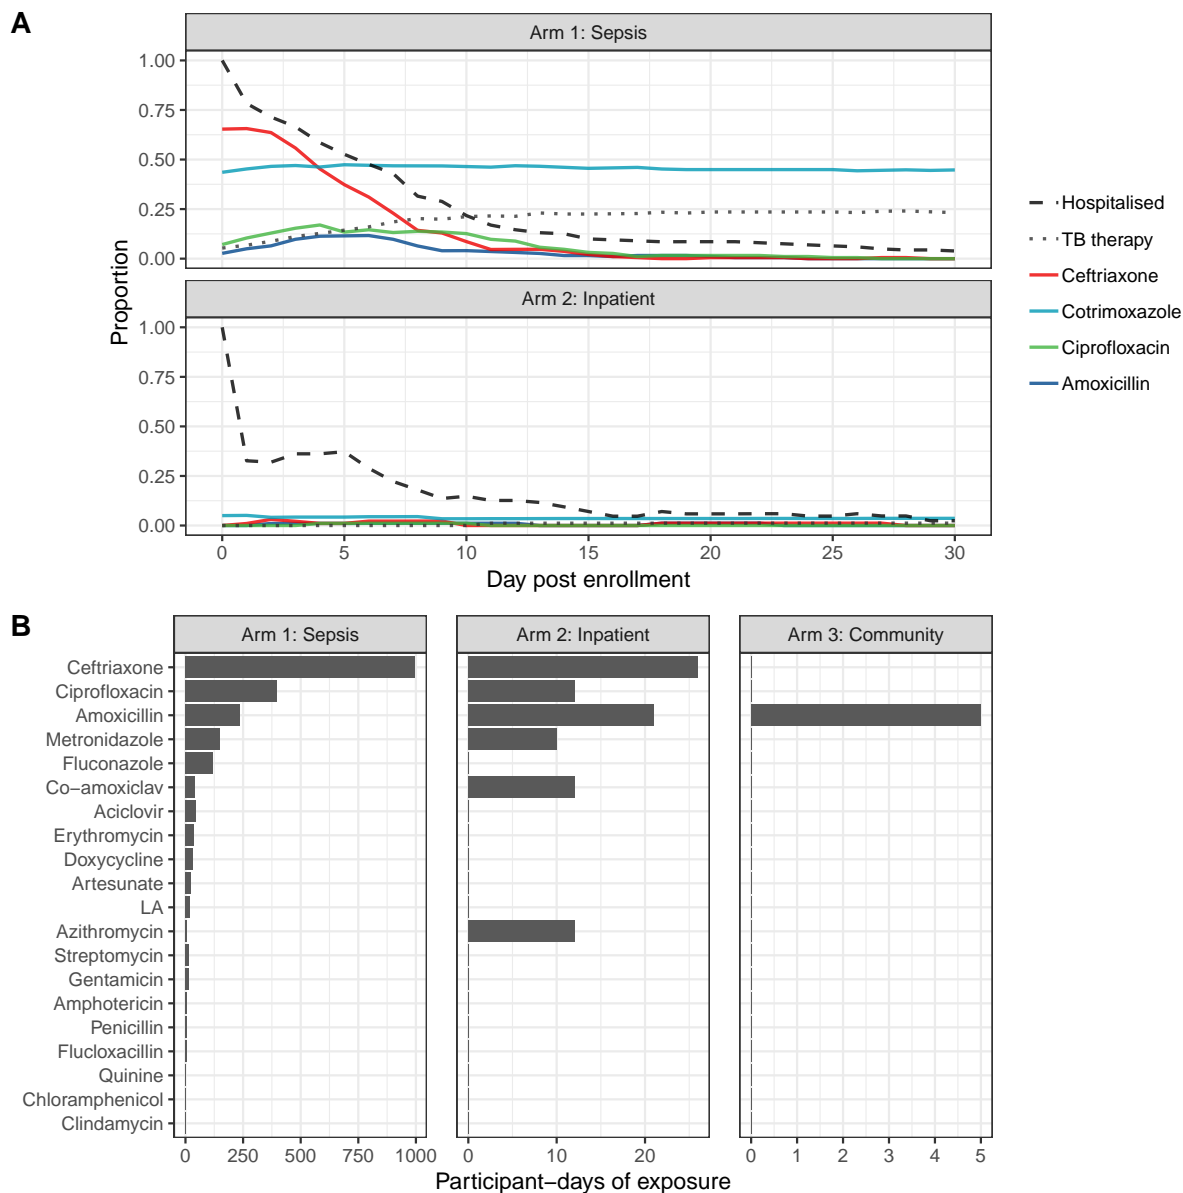 A
Arm 1: Sepsis
1.00
0.75
0.50
0.25
0.00
Arm 2: Inpatient
1.00
0.75
0.50
0.25
0.00
Proportion
0 5 10 15 20 25 30
Day post enrollment
Hospitalised
TB therapy
Ceftriaxone
Cotrimoxazole
Ciprofloxacin
Amoxicillin
B
Arm 1: Sepsis Arm 2: Inpatient Arm 3: Community
Ceftriaxone
Ciprofloxacin
Amoxicillin
Metronidazole
Fluconazole
Co−amoxiclav
Aciclovir
Erythromycin
Doxycycline
Artesunate
LA
Azithromycin
Streptomycin
Gentamicin
Amphotericin
Penicillin
Flucloxacillin
Quinine
Chloramphenicol
Clindamycin
0 250 500 750 1000 0 10 20 0 1 2 3 4 5
Participant−days of exposure